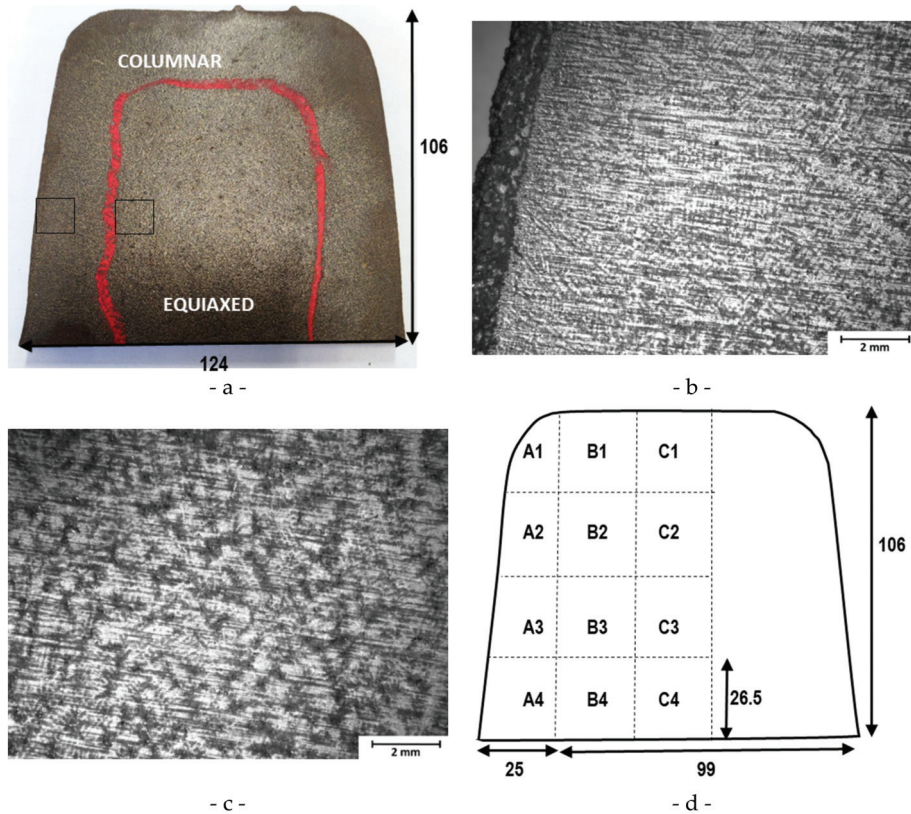 COLUMNAR
106
EQUIAXED
124
- a -
2 mm
- b -
2 mm
- c -
A1 B1 C1
A2 B2 C2
106
A3 B3 C3
A4 B4 C4 26.5
25 99
- d -